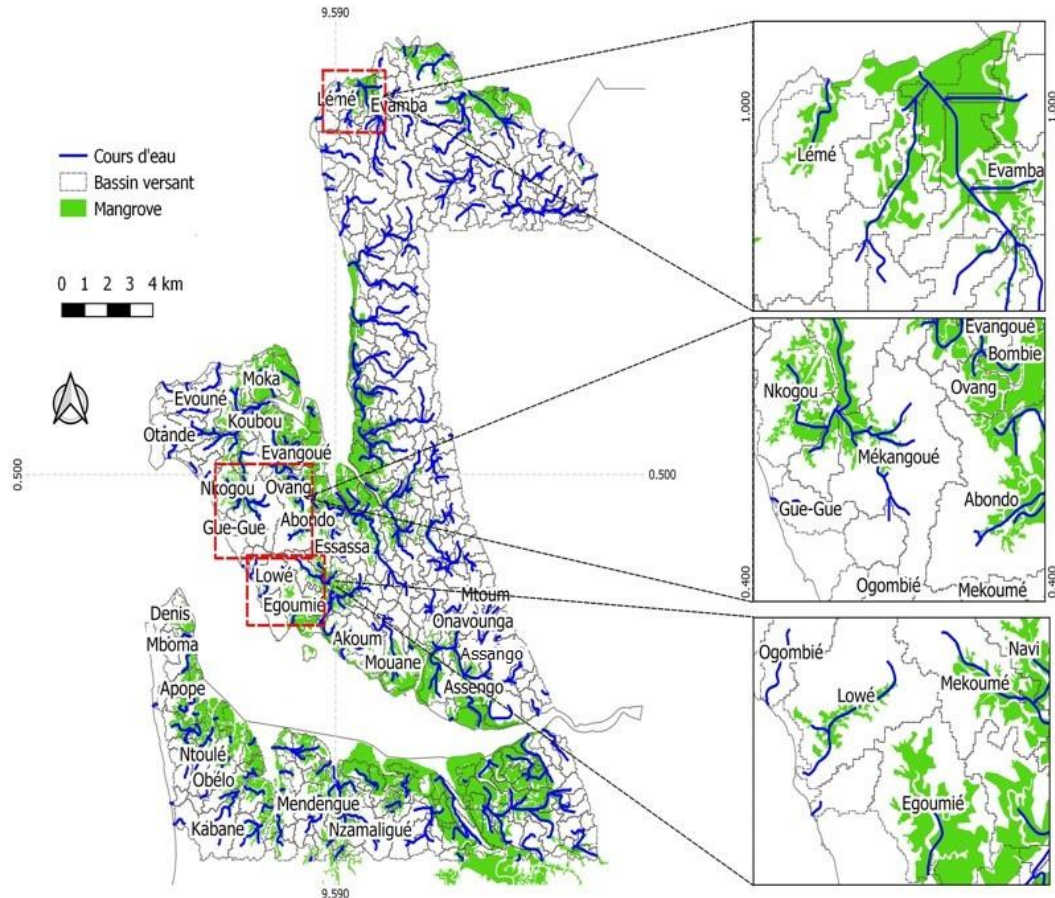 9.590
Lémé
Evamba
Cours d'eau
Bassin versant
Mangrove
0 1 2 3 4 km
Moka
Evouné
Koubou
Otande
Evangoué
0.500
0.500
Nkogou
Ovang
Gue-Gue
Abondo
Essassa
Lowé
Egoumié
Mtoum
Denis
Onavounga
Akoum
Mboma
Assango
Mouane
Apope
Assengo
Ntoulé
Obélo
Mendengue
Kabane
Nzamaligué
9.590
1.0000
1.0000
Lémé
Evamba
Evangoué
Bombie
Nkogou
Ovang
Mékangoué
Gue-Gue
Abondo
0.400
0.400
Ogombié
Mekoumé
Ogombié
Navi
Mekoumé
Lowé
Egoumié